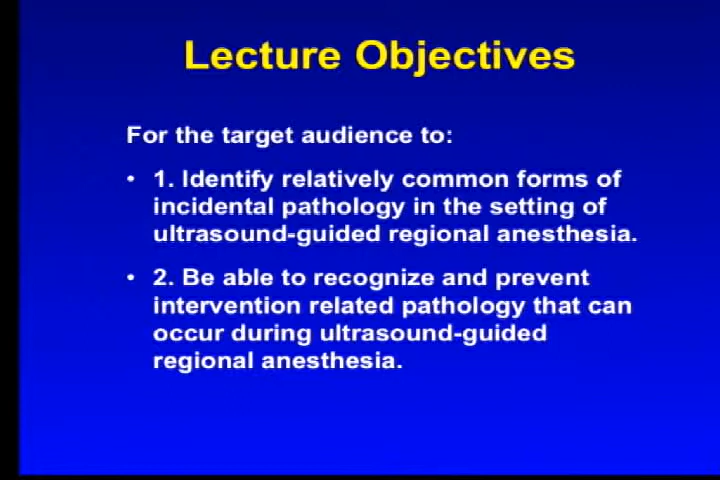 Lecture Objectives
For the target audience to:
• 1. Identify relatively common forms of
incidental pathology in the setting of
ultrasound-guided regional anesthesia.
• 2. Be able to recognize and prevent
intervention related pathology that can
occur during ultrasound-guided
regional anesthesia.